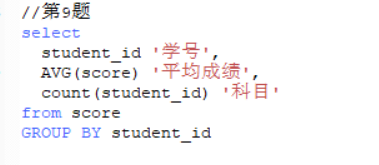 //第9题
select
student_id '学号',
AVG(score) '平均成绩',
count(student_id) '科目'
from score
GROUP BY student_id